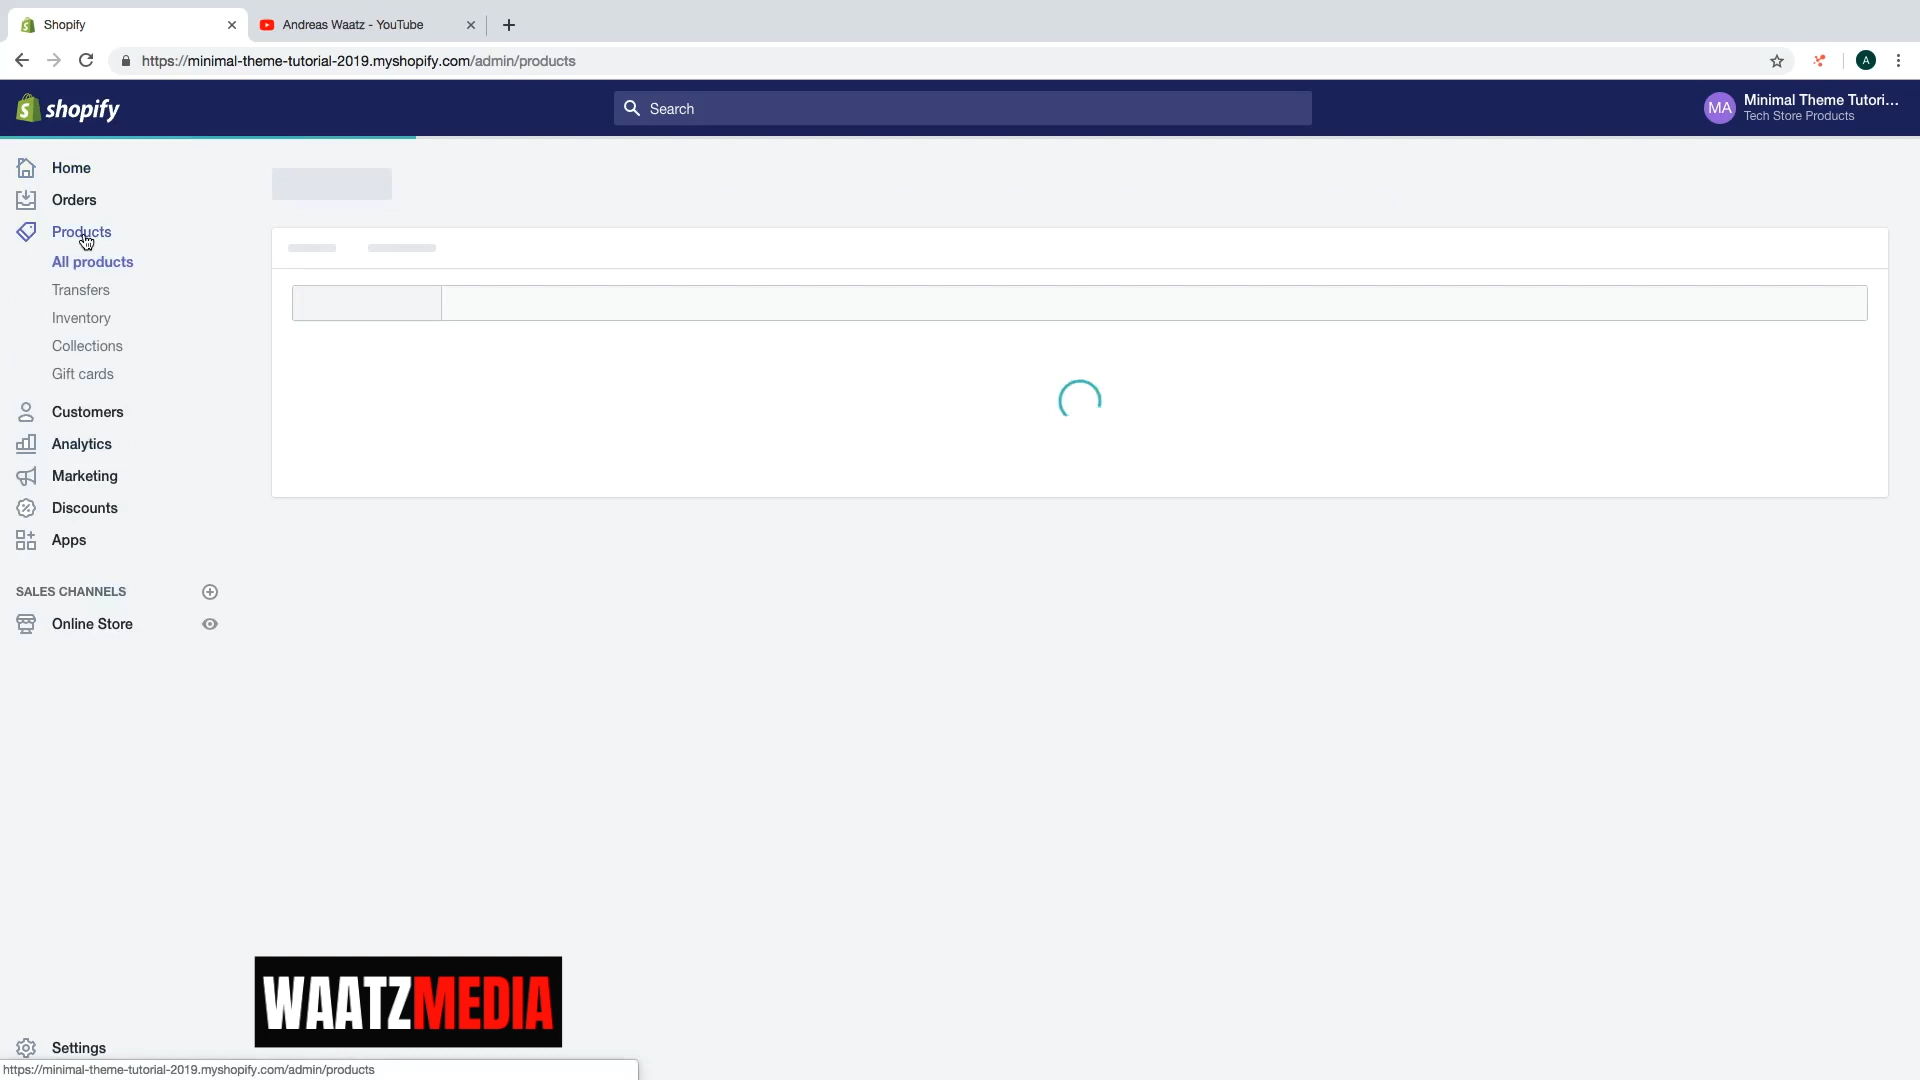 Shopify
Andreas Waatz - YouTube
https://minimal-theme-tutorial-2019.myshopify.com/admin/products
A
shopify
Search
MA
Minimal Theme Tutori...
Tech Store Products
Home
Orders
Products
All products
Transfers
Inventory
Collections
Gift cards
Customers
Analytics
Marketing
Discounts
Apps
SALES CHANNELS
Online Store
WAATZMEDIA
Settings
https://minimal-theme-tutorial-2019.myshopify.com/admin/products